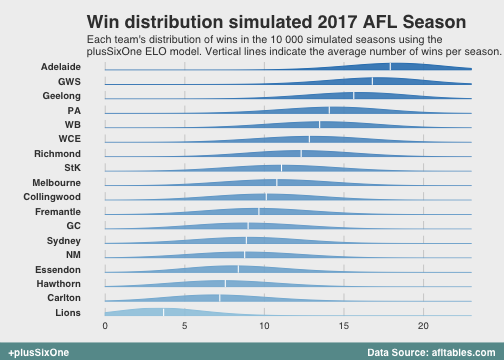 Win distribution simulated 2017 AFL Season
Each team's distribution of wins in the 10 000 simulated seasons using the
plusSixOne ELO model. Vertical lines indicate the average number of wins per season.
Adelaide
GWS
Geelong
PA
WB
WCE
Richmond
StK
Melbourne
Collingwood
Fremantle
GC
Sydney
NM
Essendon
Hawthorn
Carlton
Lions
0 5 10 15 20
+plusSixOne Data Source: afltables.com